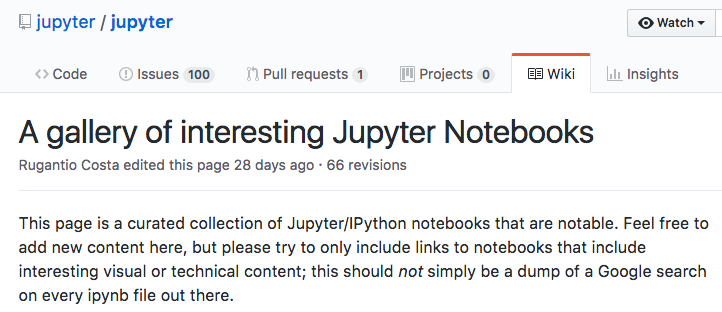 jupyter / jupyter
Watch
Code Issues 100 Pull requests 1 Projects 0 Wiki Insights
A gallery of interesting Jupyter Notebooks
Rugantio Costa edited this page 28 days ago · 66 revisions
This page is a curated collection of Jupyter/IPython notebooks that are notable. Feel free to
add new content here, but please try to only include links to notebooks that include
interesting visual or technical content; this should not simply be a dump of a Google search
on every ipynb file out there.